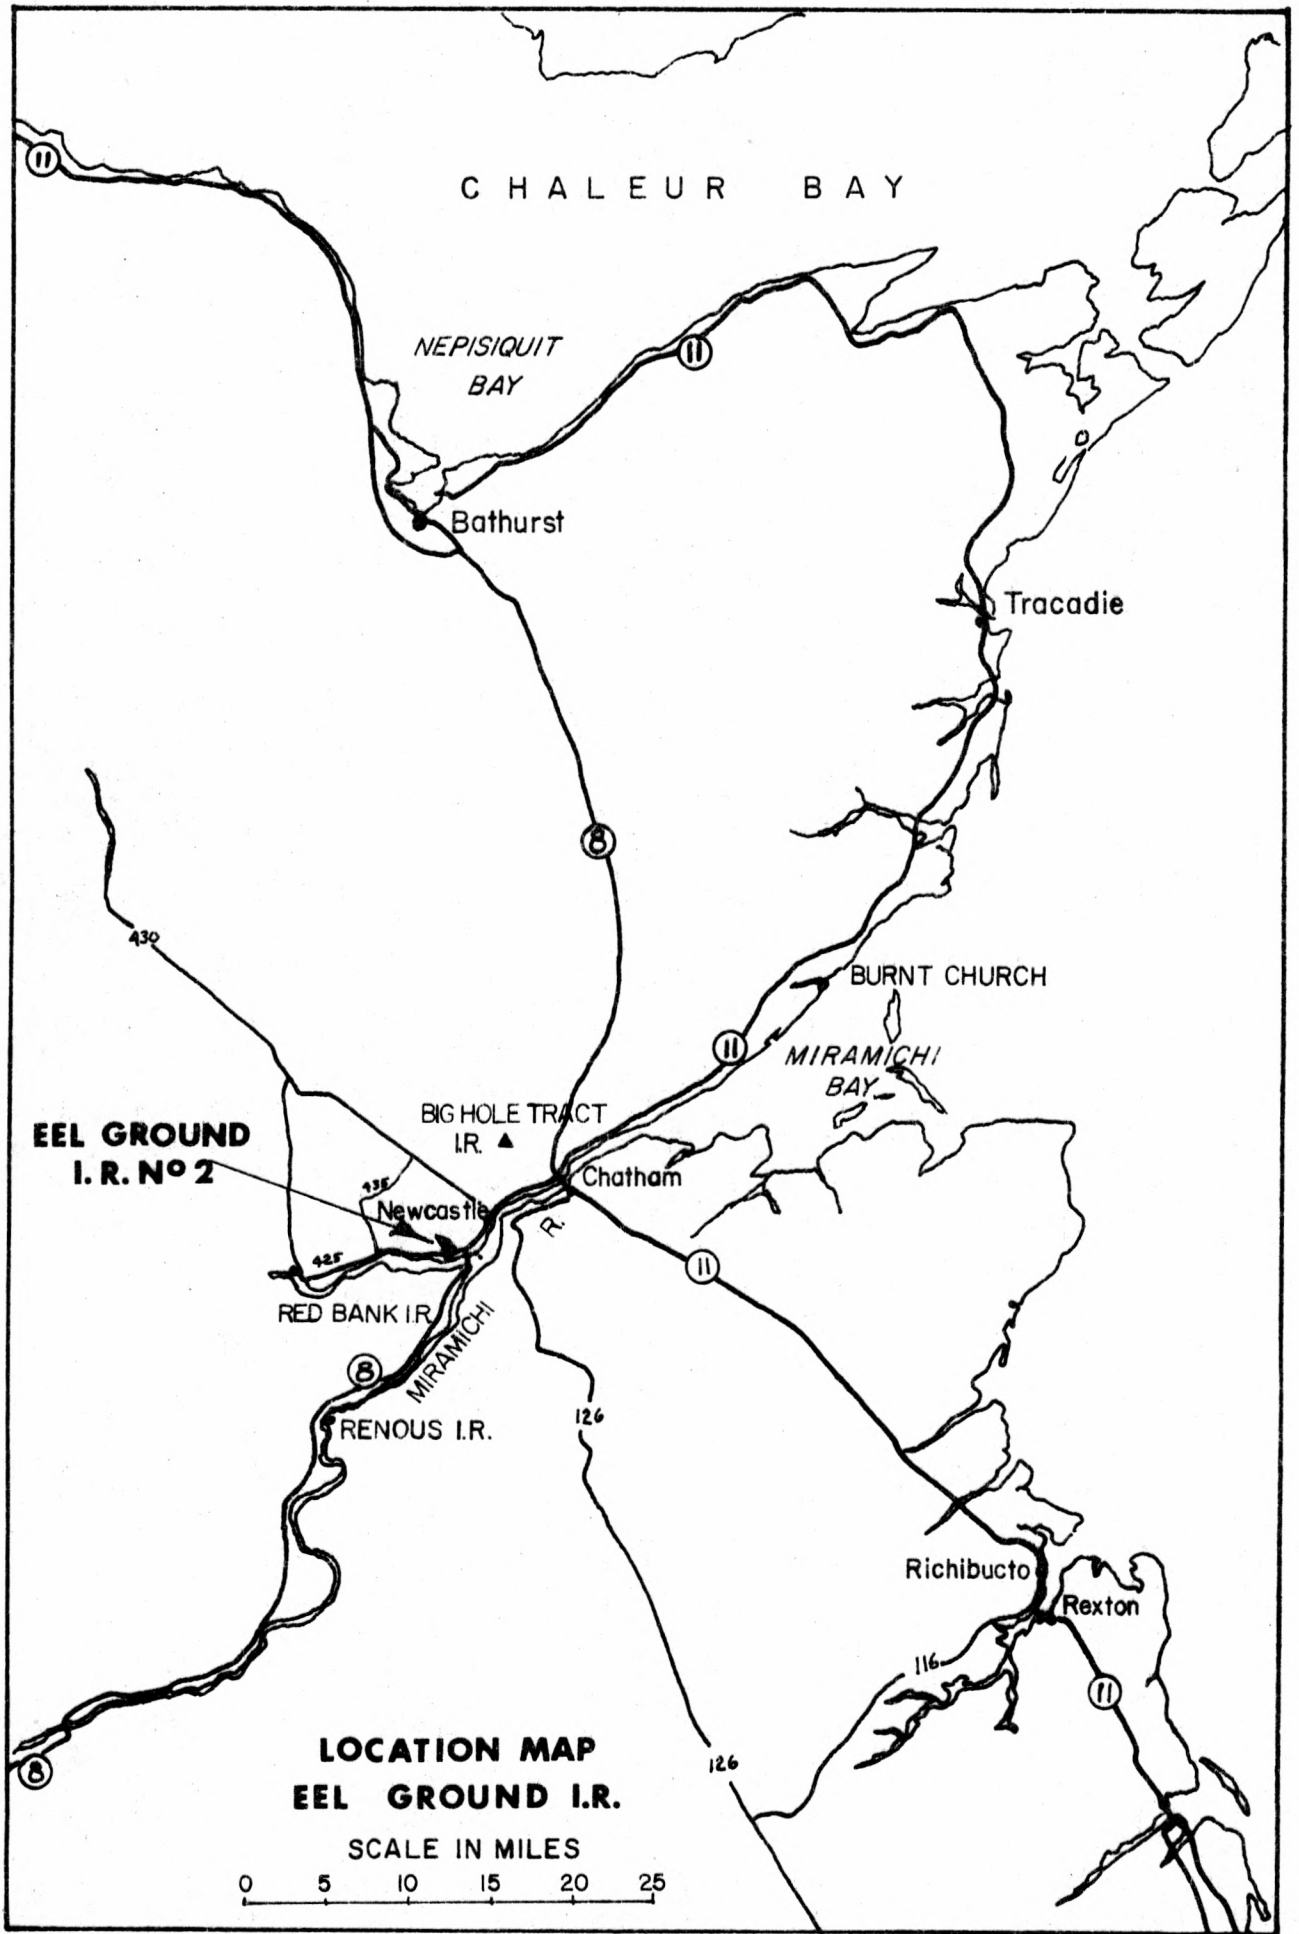 11
CHALEUR BAY
NEPISIQUIT
BAY
11
Bathurst
Tracadie
8
430
BURNT CHURCH
11
MIRAMICHI
BAY
BIG HOLE TRACT
I.R.
EEL GROUND
I.R. Nº 2
Chatham
435
Newcastle
R.
425
11
RED BANK I.R.
MIRAMICHI
8
126
RENOUS I.R.
Richibucto
Rexton
116
11
126
8
LOCATION MAP
EEL GROUND I.R.
SCALE IN MILES
0 5 10 15 20 25